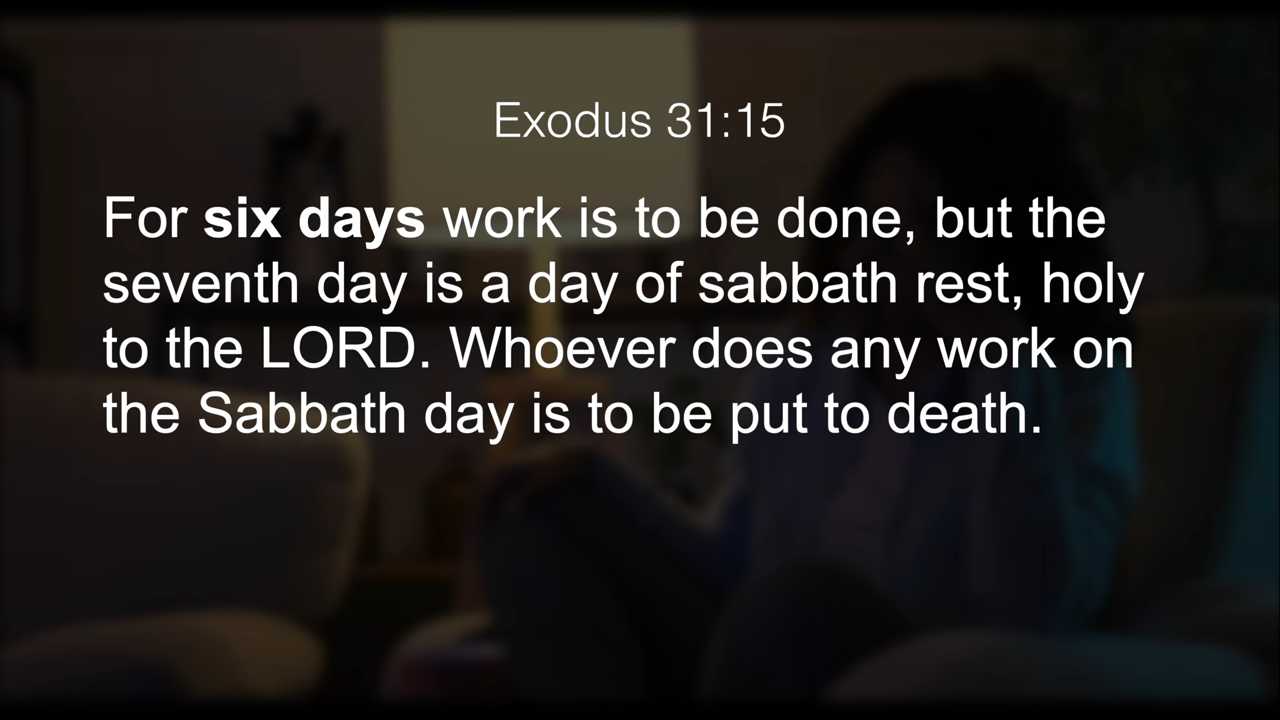 Exodus 31:15
For six days work is to be done, but the
seventh day is a day of sabbath rest, holy
to the LORD. Whoever does any work on
the Sabbath day is to be put to death.